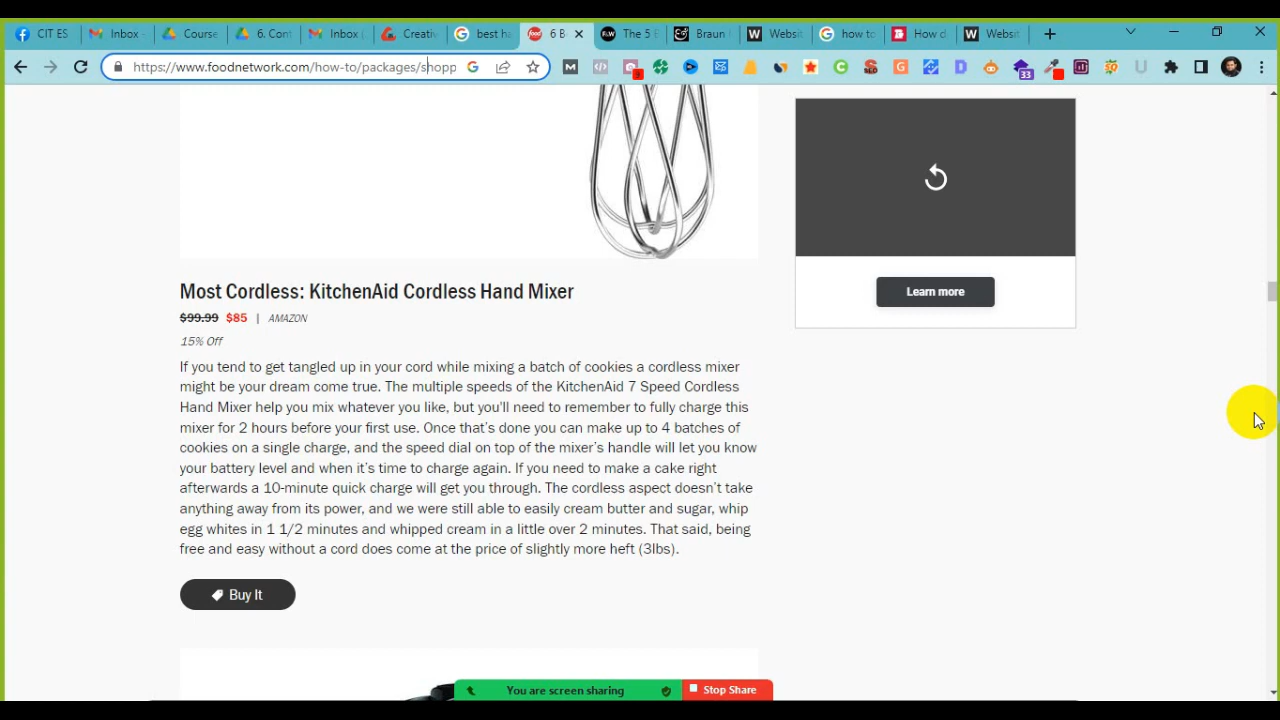 CIT ES
Inbox
Course
6. Cont
Inbox (
Creativ
best ha
food
6 B
F&W
The 5 E
Braun
W
Websit
how to
How d
W
Websit
https://www.foodnetwork.com/how-to/packages/shopp
33
Most Cordless: KitchenAid Cordless Hand Mixer
$99.99 $85 | AMAZON
15% Off
If you tend to get tangled up in your cord while mixing a batch of cookies a cordless mixer
might be your dream come true. The multiple speeds of the KitchenAid 7 Speed Cordless
Hand Mixer help you mix whatever you like, but you'll need to remember to fully charge this
mixer for 2 hours before your first use. Once that's done you can make up to 4 batches of
cookies on a single charge, and the speed dial on top of the mixer's handle will let you know
your battery level and when it's time to charge again. If you need to make a cake right
afterwards a 10-minute quick charge will get you through. The cordless aspect doesn't take
anything away from its power, and we were still able to easily cream butter and sugar, whip
egg whites in 1 1/2 minutes and whipped cream in a little over 2 minutes. That said, being
free and easy without a cord does come at the price of slightly more heft (3lbs).
Buy It
Learn more
You are screen sharing
Stop Share